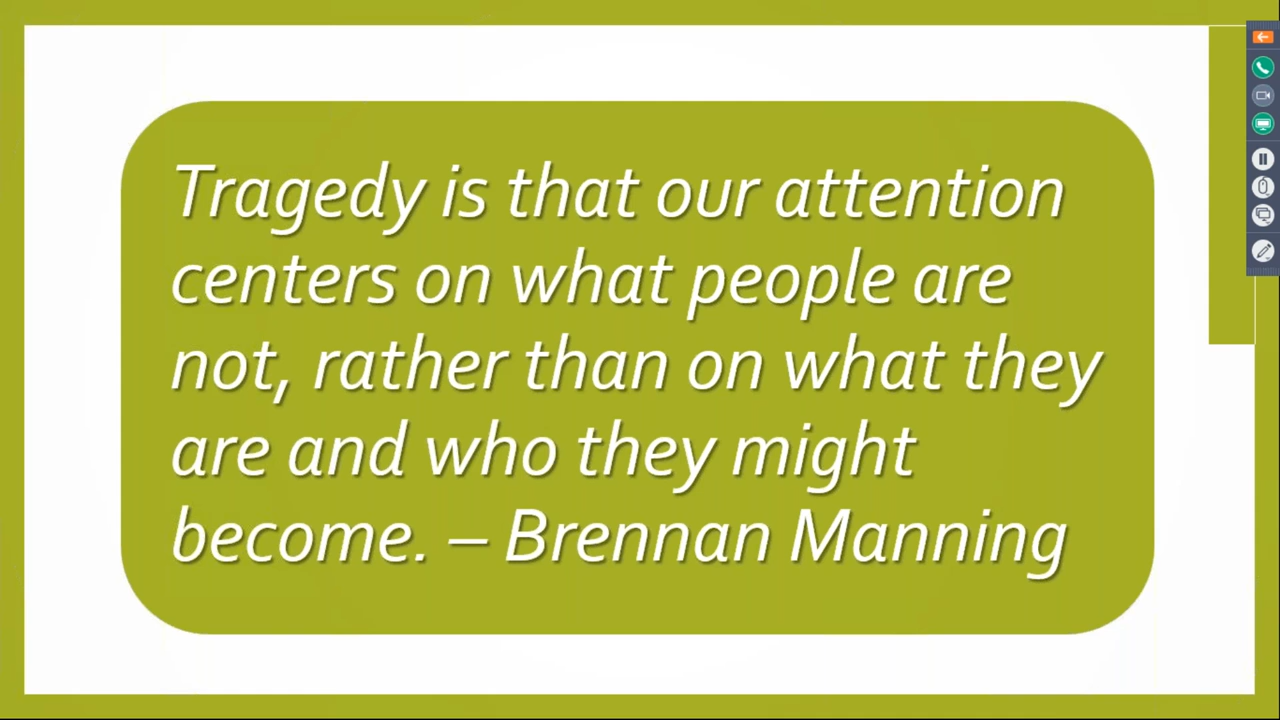 Tragedy is that our attention
centers on what people are
not, rather than on what they
are and who they might
become. – Brennan Manning